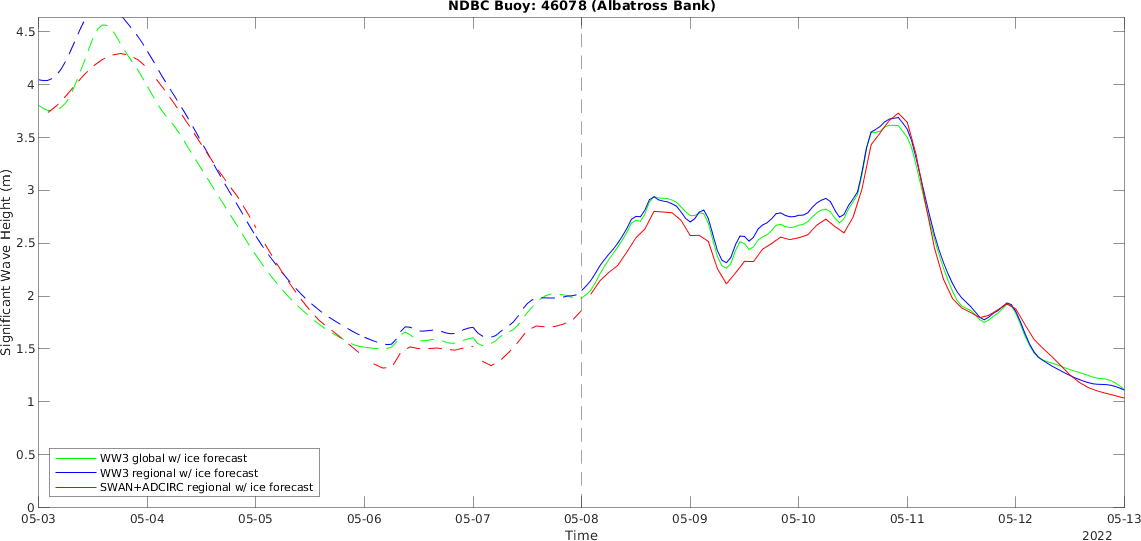 NDBC Buoy: 46078 (Albatross Bank)
Significant Wave Height (m)
4.5
4
3.5
3
2.5
2
1.5
1
0.5
0
WW3 global w/ ice forecast
WW3 regional w/ ice forecast
SWAN+ADCIRC regional w/ ice forecast
05-03 05-04 05-05 05-06 05-07 05-08 05-09 05-10 05-11 05-12 05-13
Time
2022